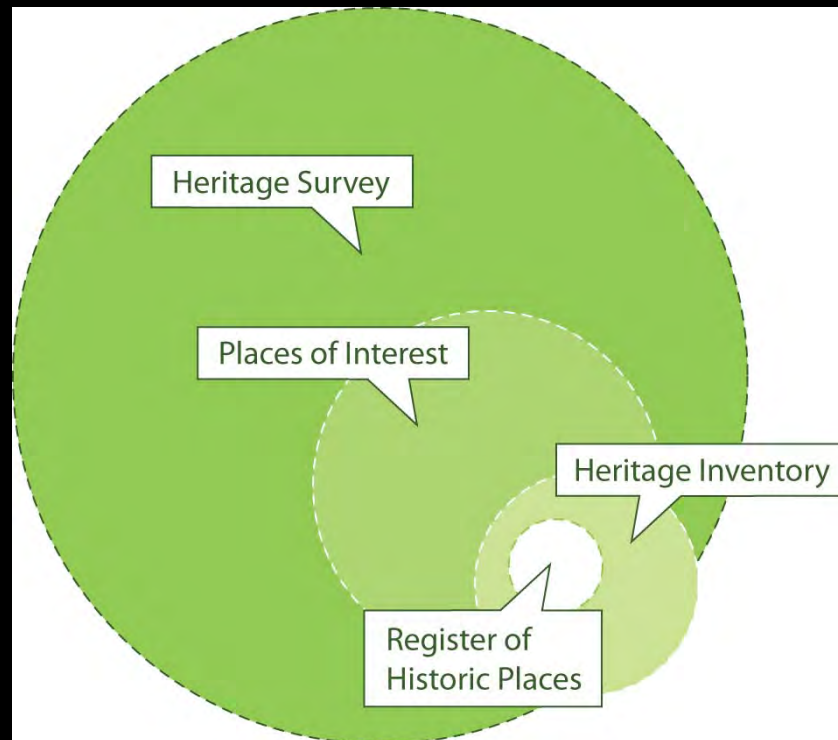 Heritage Survey
Places of Interest
Heritage Inventory
Register of
Historic Places